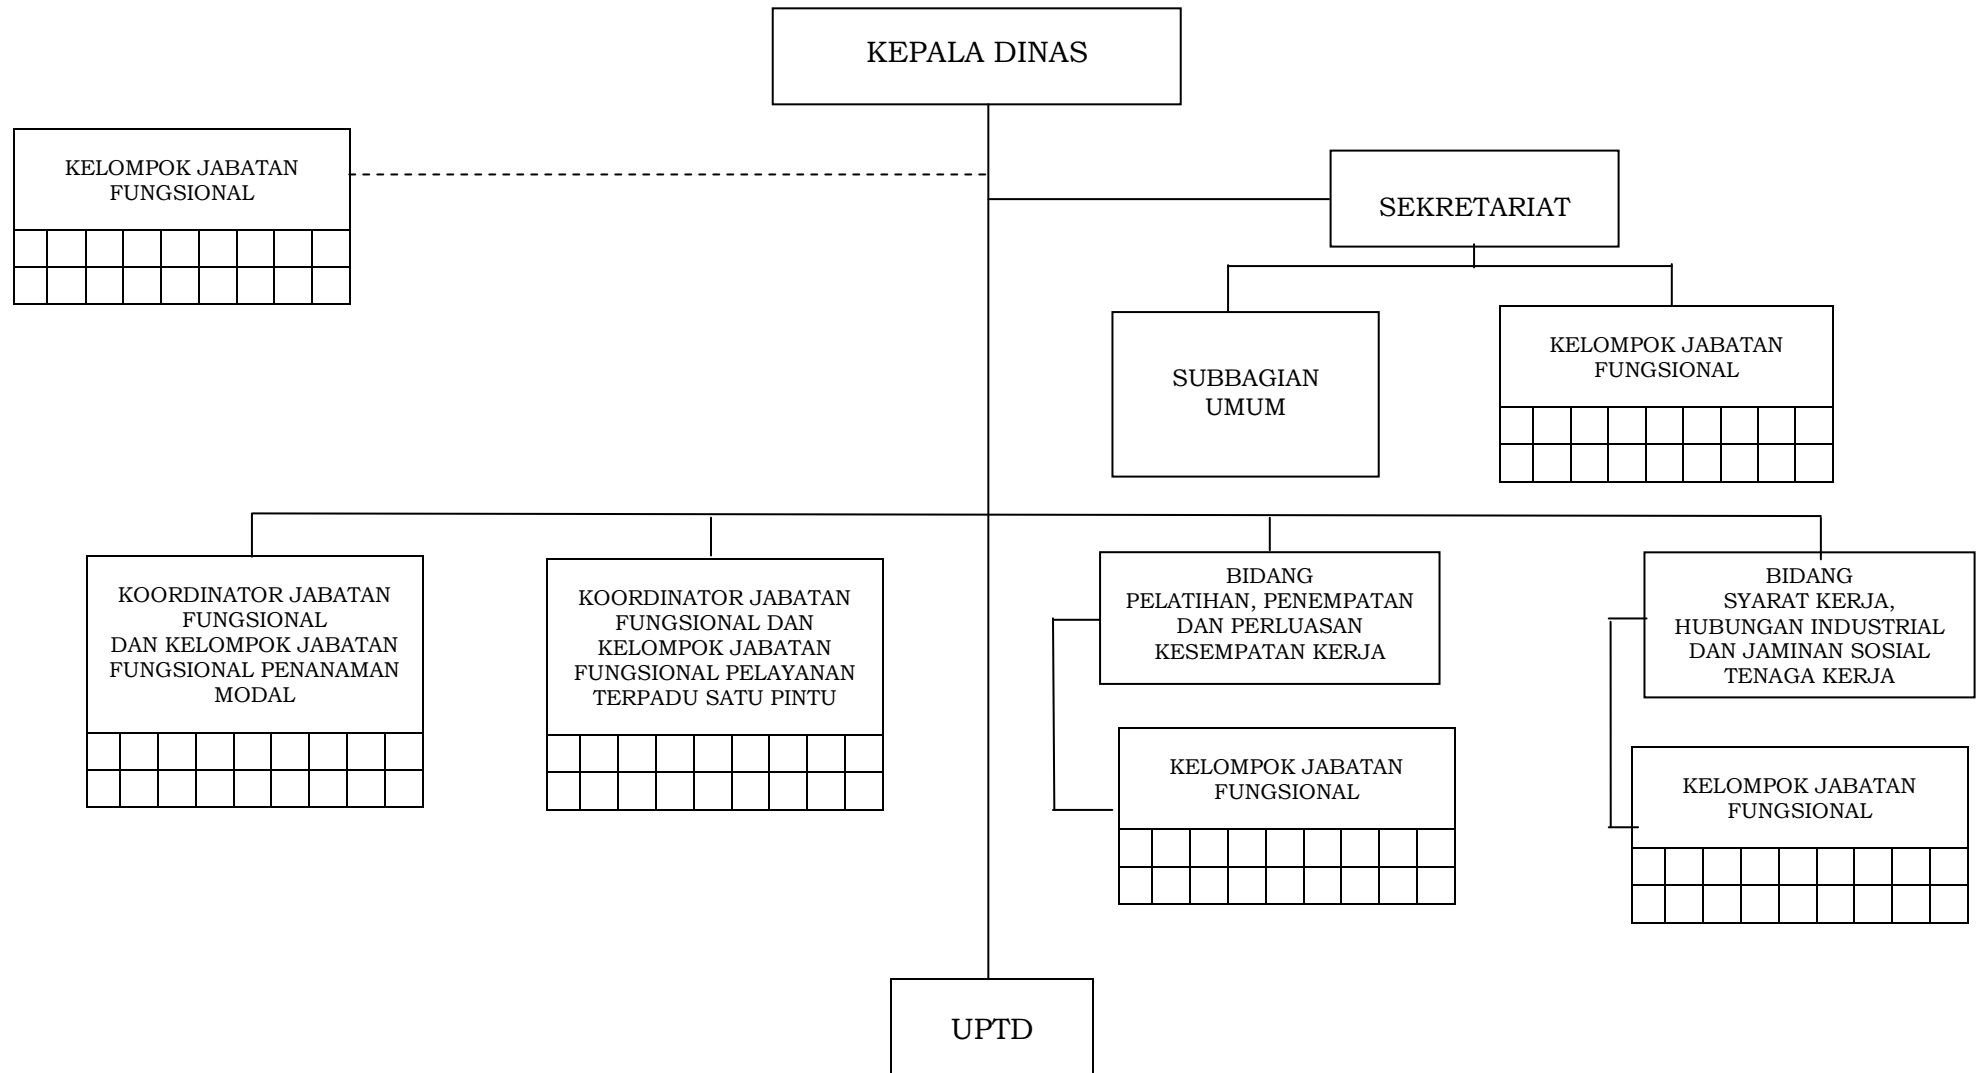 KEPALA DINAS
KELOMPOK JABATAN
FUNGSIONAL
SEKRETARIAT
SUBBAGIAN
UMUM
KELOMPOK JABATAN
FUNGSIONAL
KOORDINATOR JABATAN
FUNGSIONAL
DAN KELOMPOK JABATAN
FUNGSIONAL PENANAMAN
MODAL
KOORDINATOR JABATAN
FUNGSIONAL DAN
KELOMPOK JABATAN
FUNGSIONAL PELAYANAN
TERPADU SATU PINTU
BIDANG
PELATIHAN, PENEMPATAN
DAN PERLUASAN
KESEMPATAN KERJA
BIDANG
SYARAT KERJA,
HUBUNGAN INDUSTRIAL
DAN JAMINAN SOSIAL
TENAGA KERJA
KELOMPOK JABATAN
FUNGSIONAL
KELOMPOK JABATAN
FUNGSIONAL
UPTD